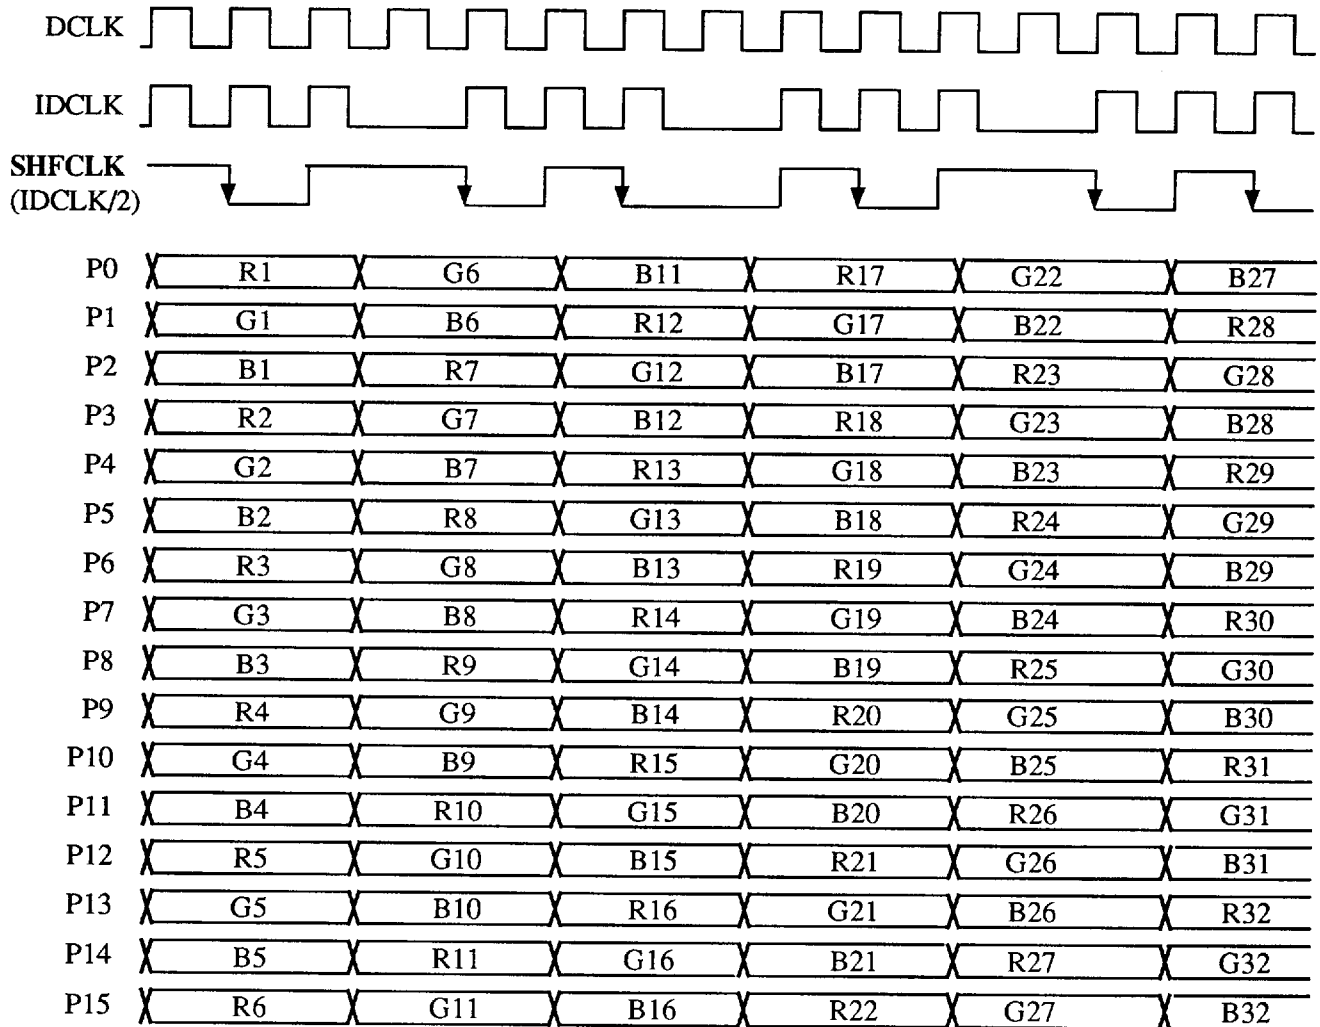 DCLK
IDCLK
SHFCLK
(IDCLK/2)
P0 R1 G6 B11 R17 G22 B27
P1 G1 B6 R12 G17 B22 R28
P2 B1 R7 G12 B17 R23 G28
P3 R2 G7 B12 R18 G23 B28
P4 G2 B7 R13 G18 B23 R29
P5 B2 R8 G13 B18 R24 G29
P6 R3 G8 B13 R19 G24 B29
P7 G3 B8 R14 G19 B24 R30
P8 B3 R9 G14 B19 R25 G30
P9 R4 G9 B14 R20 G25 B30
P10 G4 B9 R15 G20 B25 R31
P11 B4 R10 G15 B20 R26 G31
P12 R5 G10 B15 R21 G26 B31
P13 G5 B10 R16 G21 B26 R32
P14 B5 R11 G16 B21 R27 G32
P15 R6 G11 B16 R22 G27 B32